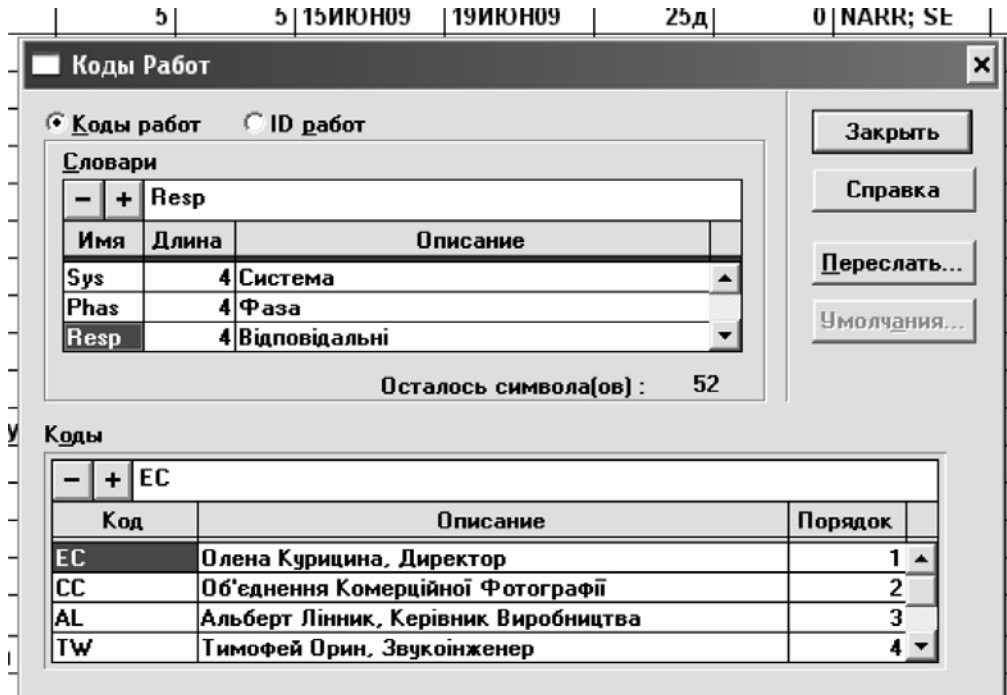 5 5 15ИЮН09 19ИЮН09 25д 0 NARR; SE
Коды Работ
Коды работ ID работ
Закрыть
Словари
- + Resp
Справка
Имя Длина Описание
Sys 4 Система
Переслать...
Phas 4 Фаза
Умолчания...
Resp 4 Відповідальні
Осталось символа(ов) : 52
Коды
- + EC
Код Описание Порядок
EC Олена Курицина, Директор 1
CC Об'єднення Комерційної Фотографії 2
AL Альберт Лінник, Керівник Виробництва 3
TW Тимофей Орин, Звукоінженер 4